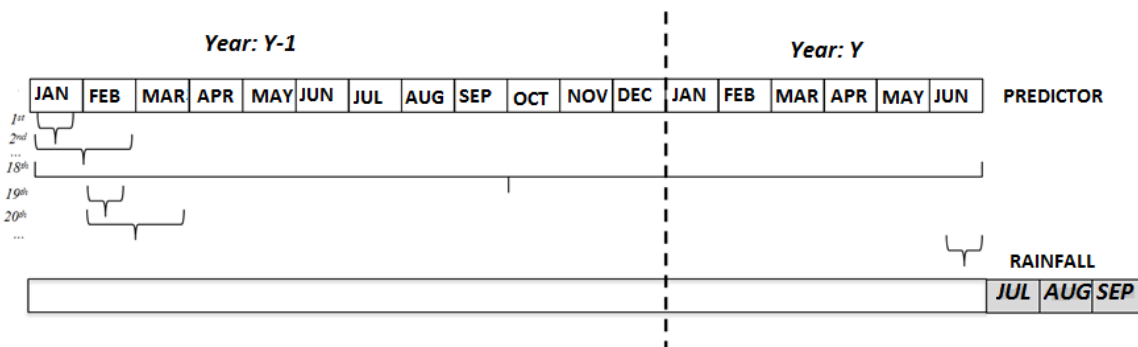 Year: Y-1
Year: Y
JAN FEB MAR APR MAY JUN JUL AUG SEP OCT NOV DEC JAN FEB MAR APR MAY JUN PREDICTOR
1st
2nd
...
18th
19th
20th
...
RAINFALL
JUL AUG SEP